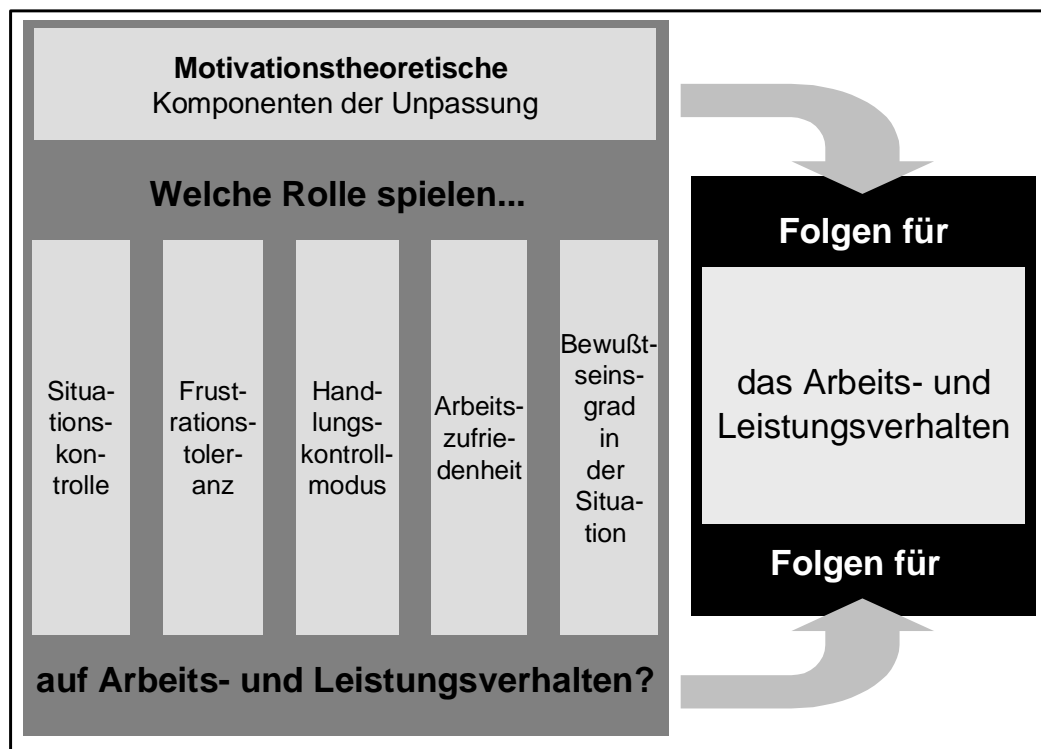 Motivationstheoretische
Komponenten der Unpassung
Welche Rolle spielen...
Situa-
tions-
kon-
trolle
Frust-
rations-
toler-
anz
Hand-
lungs-
kontroll-
modus
Arbeits-
zufrie-
denheit
Bewußt-
seins-
grad
in
der
Situa-
tion
auf Arbeits- und Leistungsverhalten?
Folgen für
das Arbeits- und
Leistungsverhalten
Folgen für